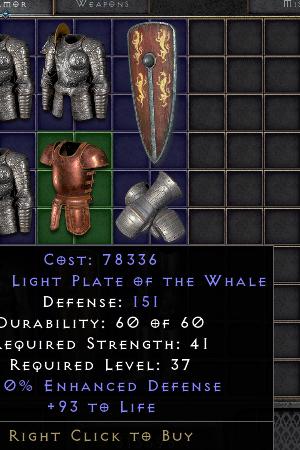 Weapons
Cost: 78336
Light Plate of the Whale
Defense: 151
Durability: 60 of 60
Required Strength: 41
Required Level: 37
0% Enhanced Defense
+93 to Life
Right Click to Buy